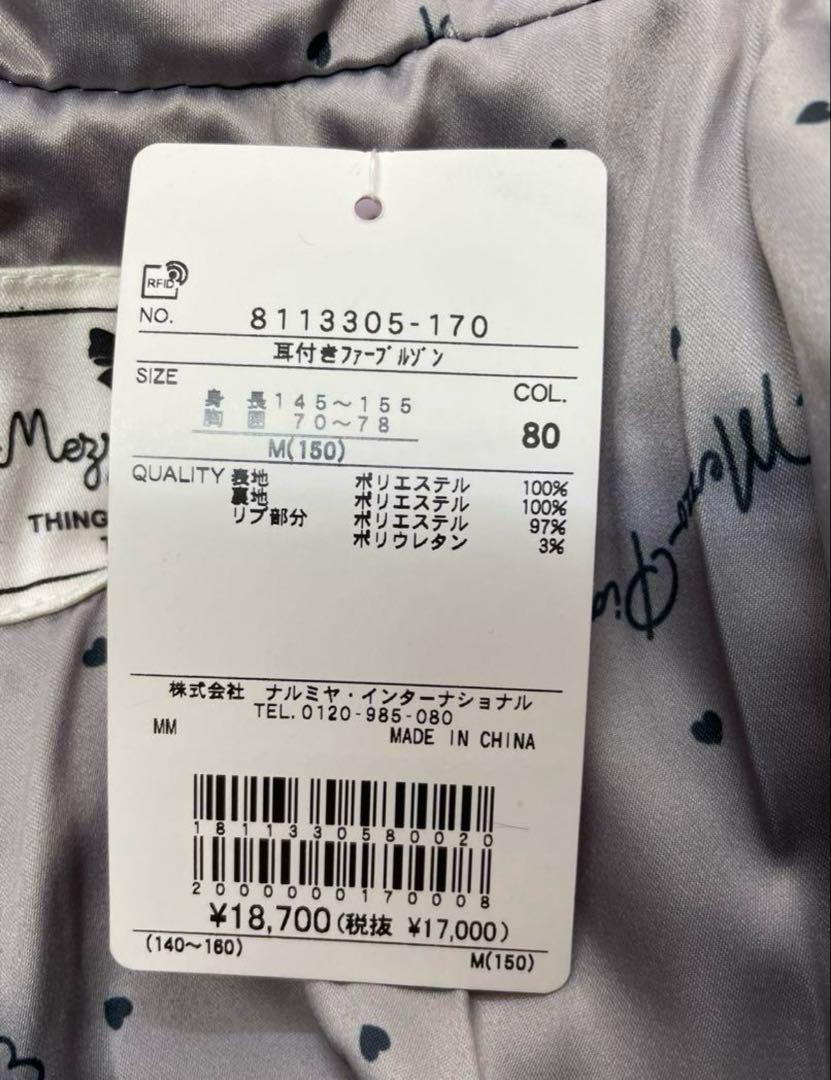 RFID
NO. 8113305-170
耳付きファーブルゾン
SIZE
COL.
身 長 145～155
胸 囲 70～78
80
M(150)
QUALITY 表地 ポリエステル 100%
裏地 ポリエステル 100%
リブ部分 ポリエステル 97%
ポリウレタン 3%
株式会社 ナルミヤ・インターナショナル
TEL. 0120-985-080
MM
MADE IN CHINA
1811330580020
2000000170008
¥18,700(税抜 ¥17,000)
(140～160)
M(150)
THING